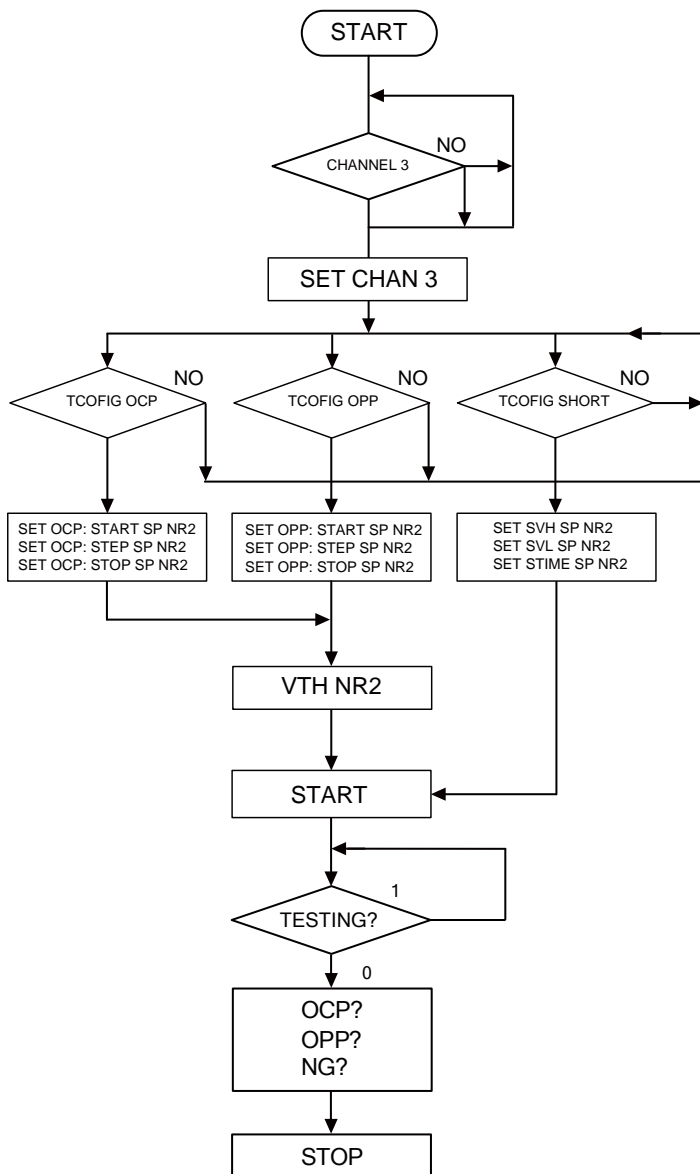 START
NO
CHANNEL 3
SET CHAN 3
NO
NO
NO
TCOFIG OCP
TCOFIG OPP
TCOFIG SHORT
SET OCP: START SP NR2
SET OCP: STEP SP NR2
SET OCP: STOP SP NR2
SET OPP: START SP NR2
SET OPP: STEP SP NR2
SET OPP: STOP SP NR2
SET SVH SP NR2
SET SVL SP NR2
SET STIME SP NR2
VTH NR2
START
1
TESTING?
0
OCP?
OPP?
NG?
STOP